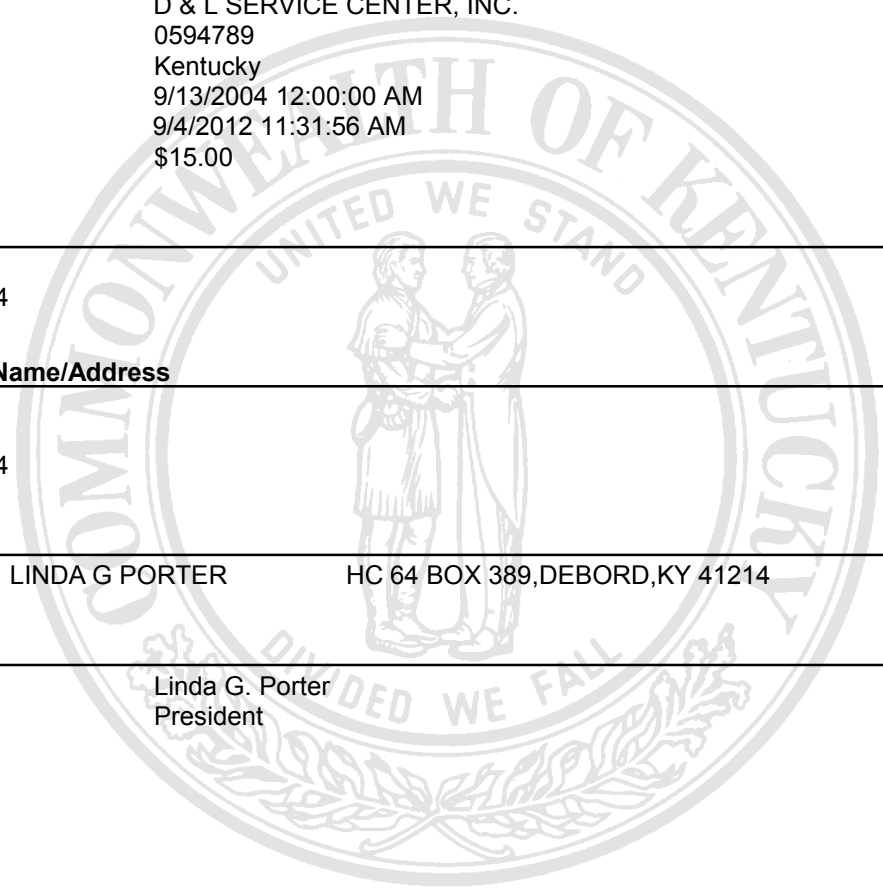 D & L SERVICE CENTER, INC.
0594789
Kentucky
9/13/2004 12:00:00 AM
9/4/2012 11:31:56 AM
$15.00
COMMONWEALTH OF KENTUCKY
UNITED WE STAND
4
Name/Address
4
LINDA G PORTER HC 64 BOX 389,DEBORD,KY 41214
DIVIDED WE FALL
Linda G. Porter
President